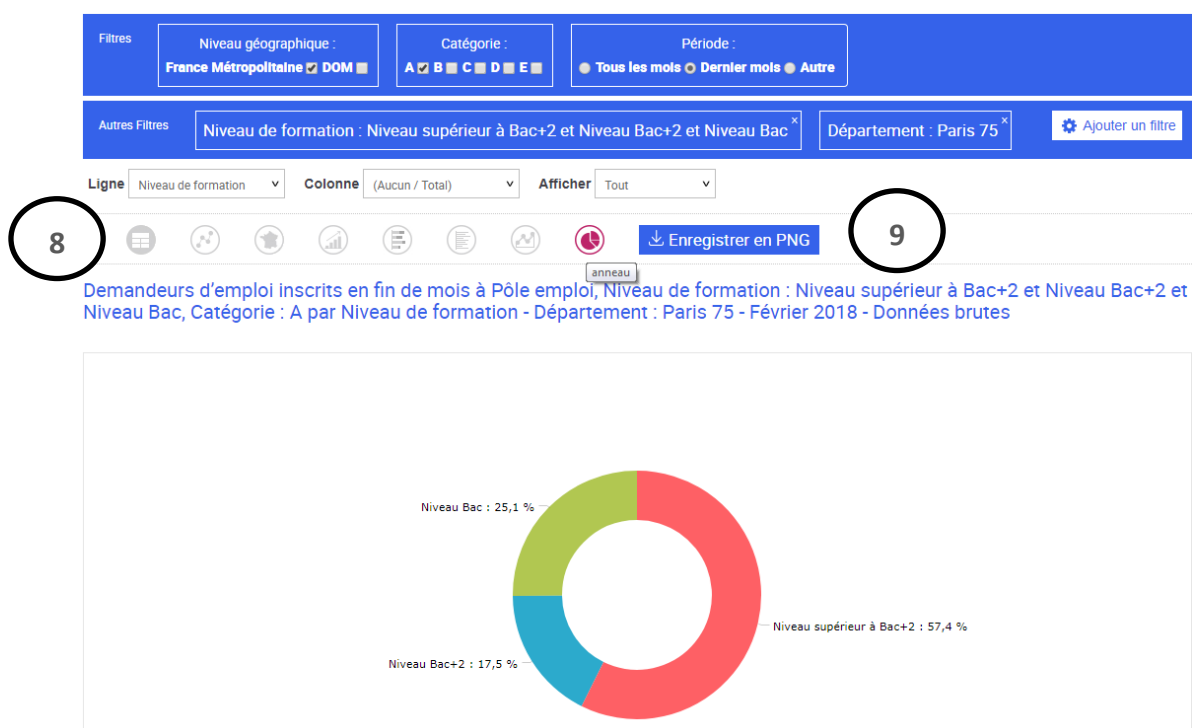 Filtres
Niveau géographique :
France Métropolitaine DOM
Catégorie :
A B C D E
Période :
Tous les mois Dernier mois Autre
Autres Filtres
Niveau de formation : Niveau supérieur à Bac+2 et Niveau Bac+2 et Niveau Bac x
Département : Paris 75 x
Ajouter un filtre
Ligne Niveau de formation Colonne (Aucun / Total) Afficher Tout
8
Enregistrer en PNG
9
anneau
Demandeurs d’emploi inscrits en fin de mois à Pôle emploi, Niveau de formation : Niveau supérieur à Bac+2 et Niveau Bac+2 et
Niveau Bac, Catégorie : A par Niveau de formation - Département : Paris 75 - Février 2018 - Données brutes
Niveau Bac : 25,1 %
Niveau supérieur à Bac+2 : 57,4 %
Niveau Bac+2 : 17,5 %